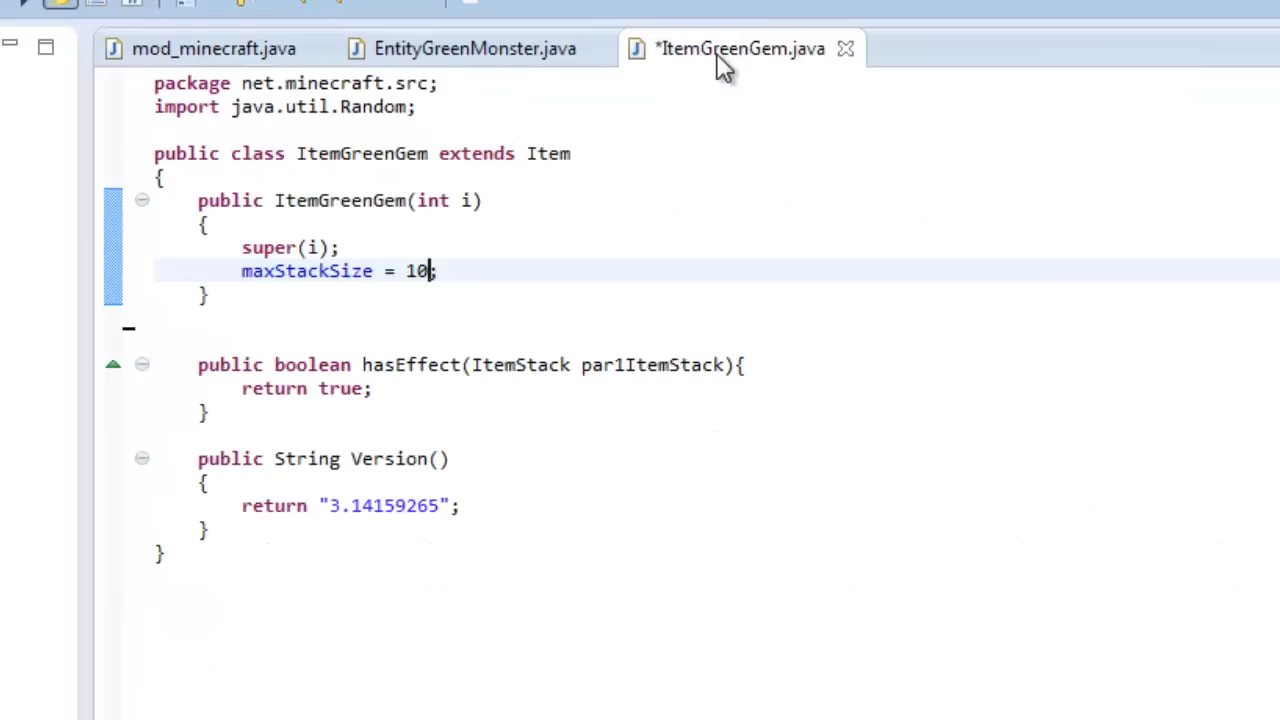 mod_minecraft.java EntityGreenMonster.java *ItemGreenGem.java
package net.minecraft.src;
import java.util.Random;
public class ItemGreenGem extends Item
{
public ItemGreenGem(int i)
{
super(i);
maxStackSize = 10;
}
public boolean hasEffect(ItemStack par1ItemStack){
return true;
}
public String Version()
{
return "3.14159265";
}
}